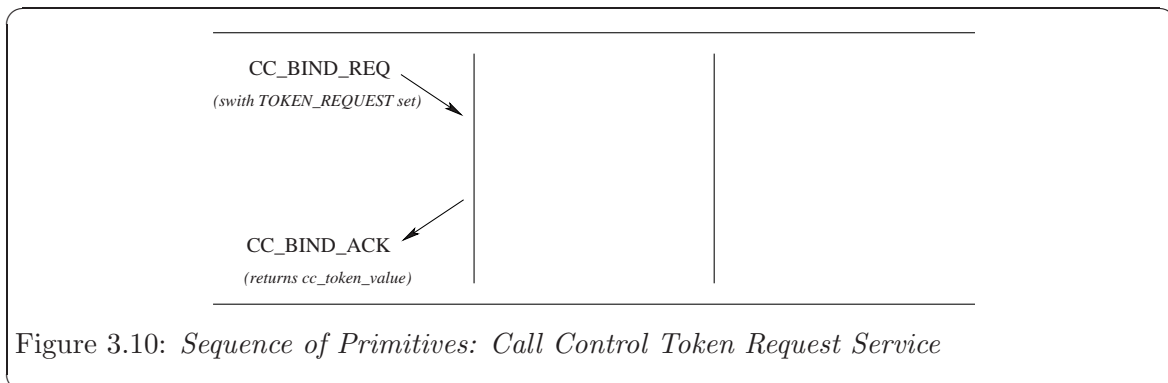 CC_BIND_REQ
(swith TOKEN_REQUEST set)
CC_BIND_ACK
(returns cc_token_value)
Figure 3.10: Sequence of Primitives: Call Control Token Request Service